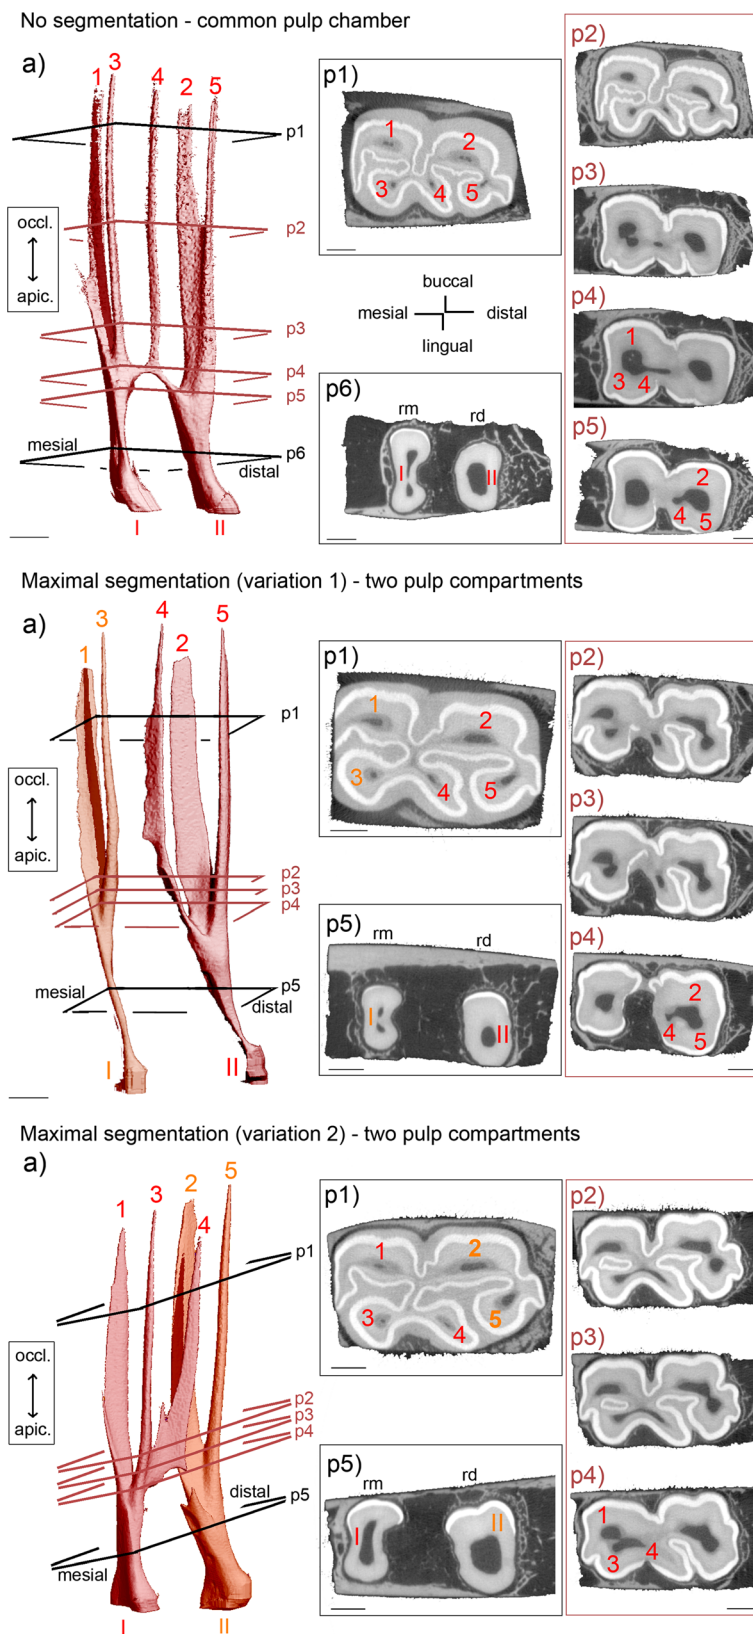 No segmentation - common pulp chamber
a)
1 3 4 2 5
p1
p2
p3
p4
p5
p6
occl.
apic.
mesial
distal
I II
p1)
1 2
3 4 5
buccal
mesial distal
lingual
p6)
rm rd
I II
p2)
p3)
p4)
1
3 4
p5)
2
4 5
Maximal segmentation (variation 1) - two pulp compartments
a)
1 3 4 2 5
p1
occl.
apic.
p2
p3
p4
p5
mesial
distal
I II
p1)
1 2
3 4 5
p5)
rm rd
I II
p2)
p3)
p4)
2
4 5
Maximal segmentation (variation 2) - two pulp compartments
a)
1 3 2 4 5
p1
occl.
apic.
p2
p3
p4
distal
p5
mesial
I II
p1)
1 2
3 4 5
p5)
rm rd
I II
p2)
p3)
p4)
1
3 4